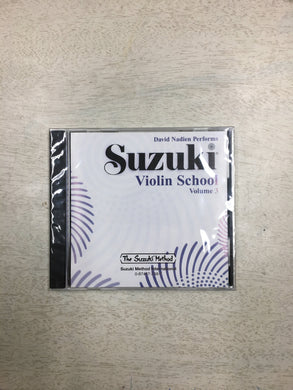 David Nadien Performs
Suzuki
Violin School
Volume 3
The Suzuki Method
Suzuki Method International